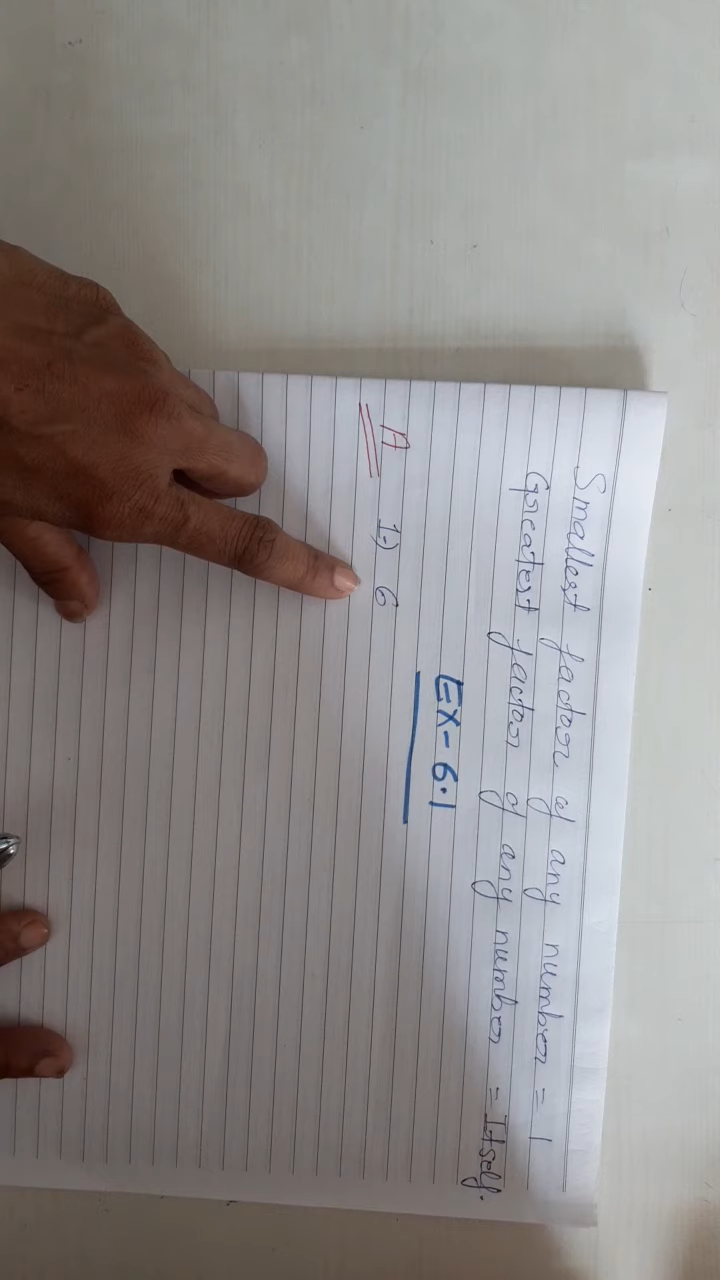 Smallest factor of any number = 1
Greatest factor of any number = Itself.
EX-6.1
A 1.) 6